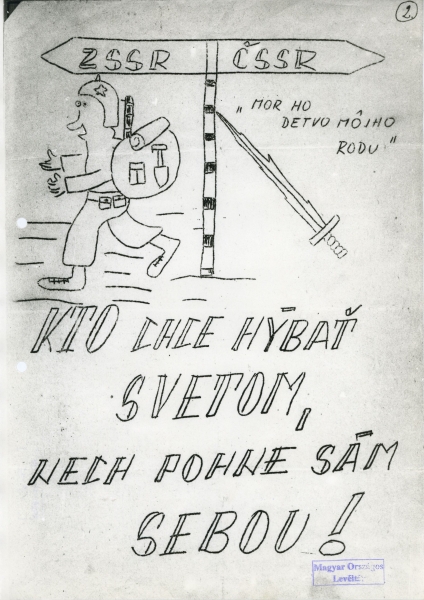 2.
ZSSR ČSSR
„MOR HO
DETVO MÔJHO
RODU“
KTO CHCE HÝBAŤ
SVETOM,
NECH POHNE SÁM
SEBOU!
Magyar Országos
Levéltár